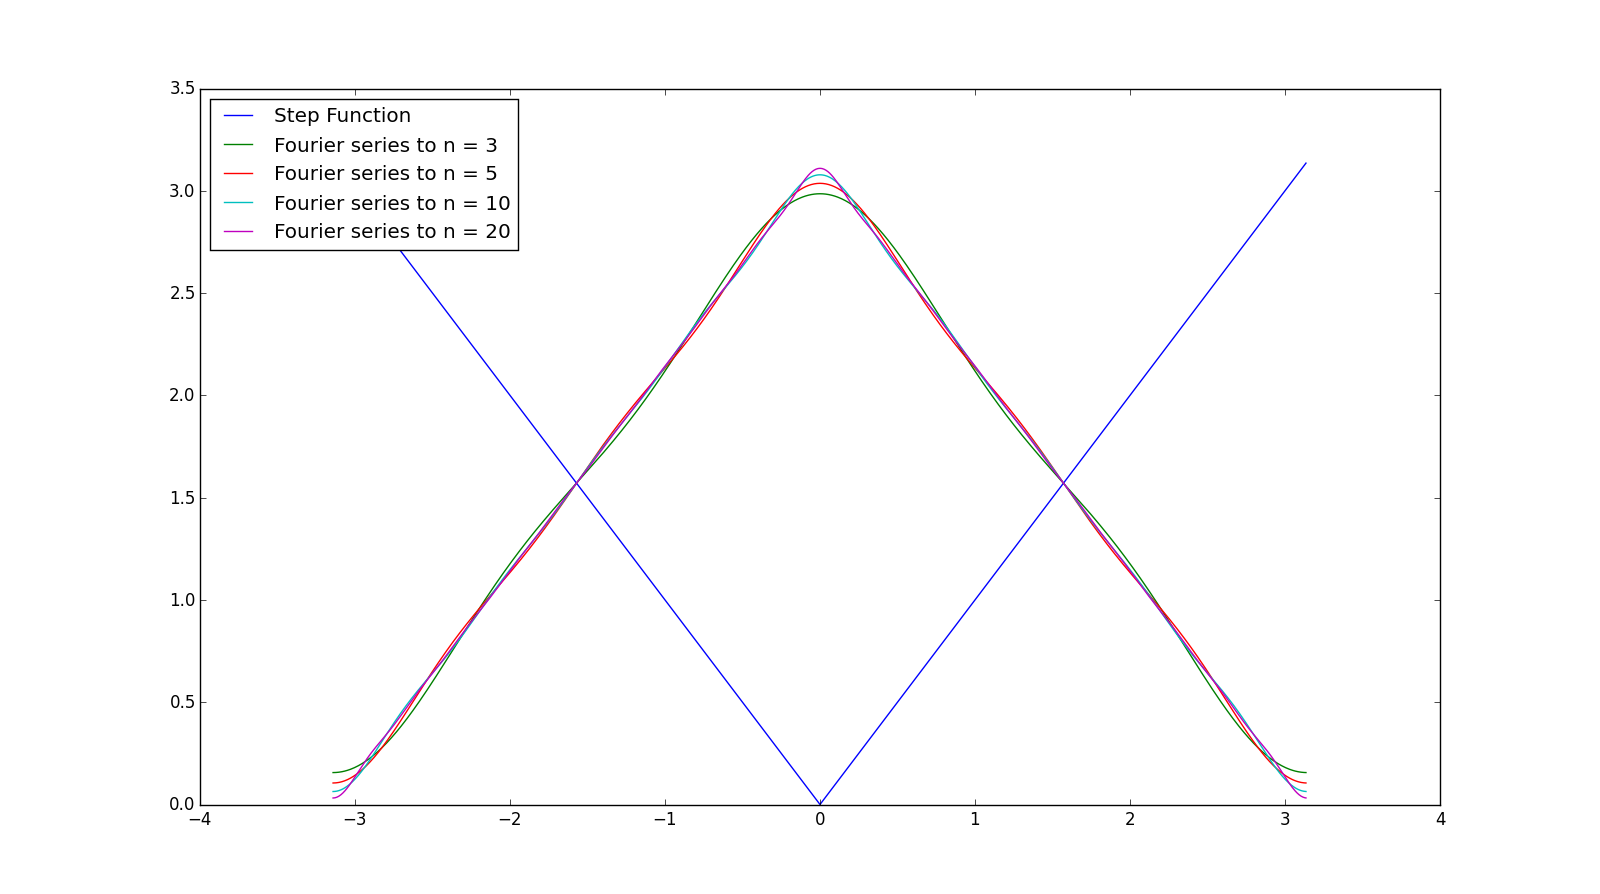 3.5
Step Function
Fourier series to n = 3
Fourier series to n = 5
Fourier series to n = 10
Fourier series to n = 20
3.0
2.5
2.0
1.5
1.0
0.5
0.0
−4 −3 −2 −1 0 1 2 3 4